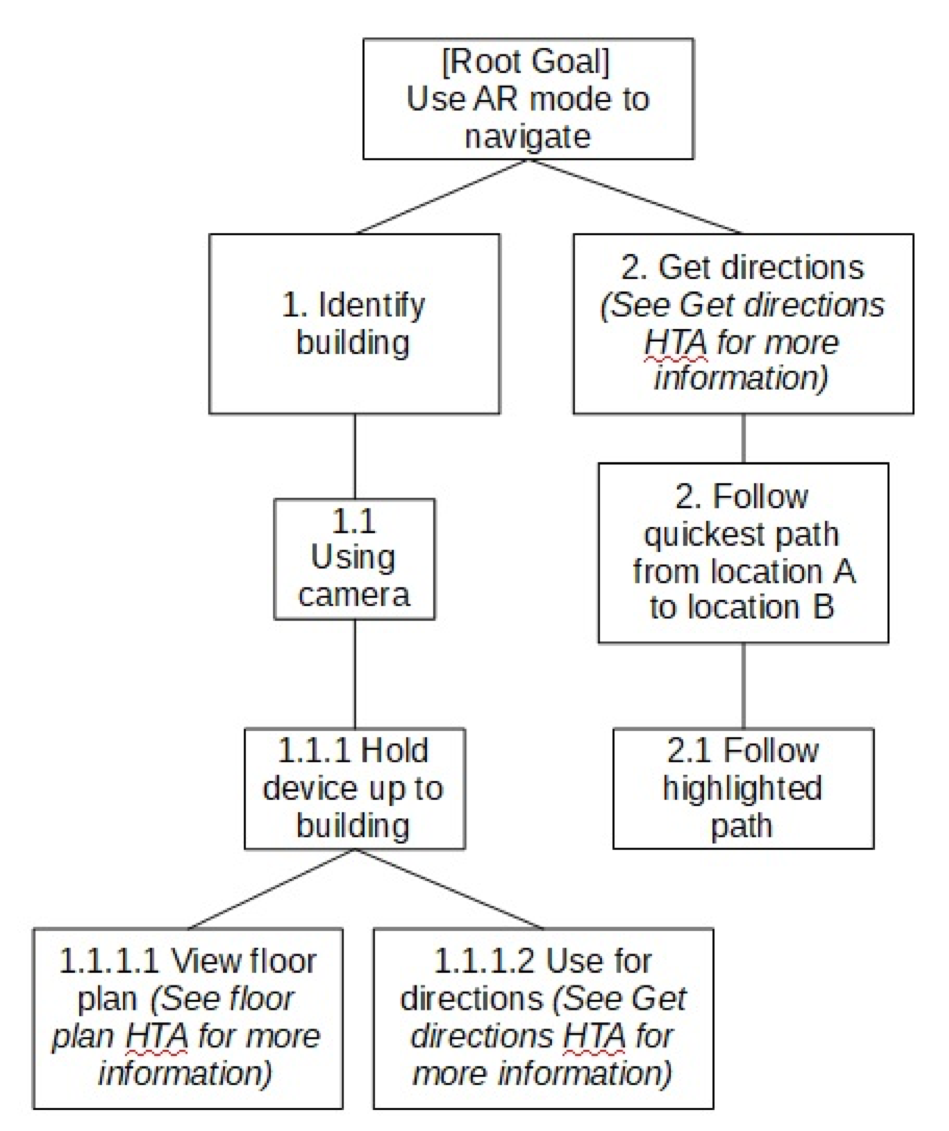 [Root Goal]
Use AR mode to
navigate
1. Identify
building
2. Get directions
(See Get directions
HTA for more
information)
1.1
Using
camera
2. Follow
quickest path
from location A
to location B
1.1.1 Hold
device up to
building
2.1 Follow
highlighted
path
1.1.1.1 View floor
plan (See floor
plan HTA for more
information)
1.1.1.2 Use for
directions (See Get
directions HTA for
more information)